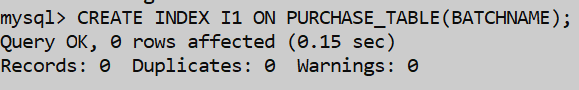 mysql> CREATE INDEX I1 ON PURCHASE_TABLE(BATCHNAME);
Query OK, 0 rows affected (0.15 sec)
Records: 0  Duplicates: 0  Warnings: 0